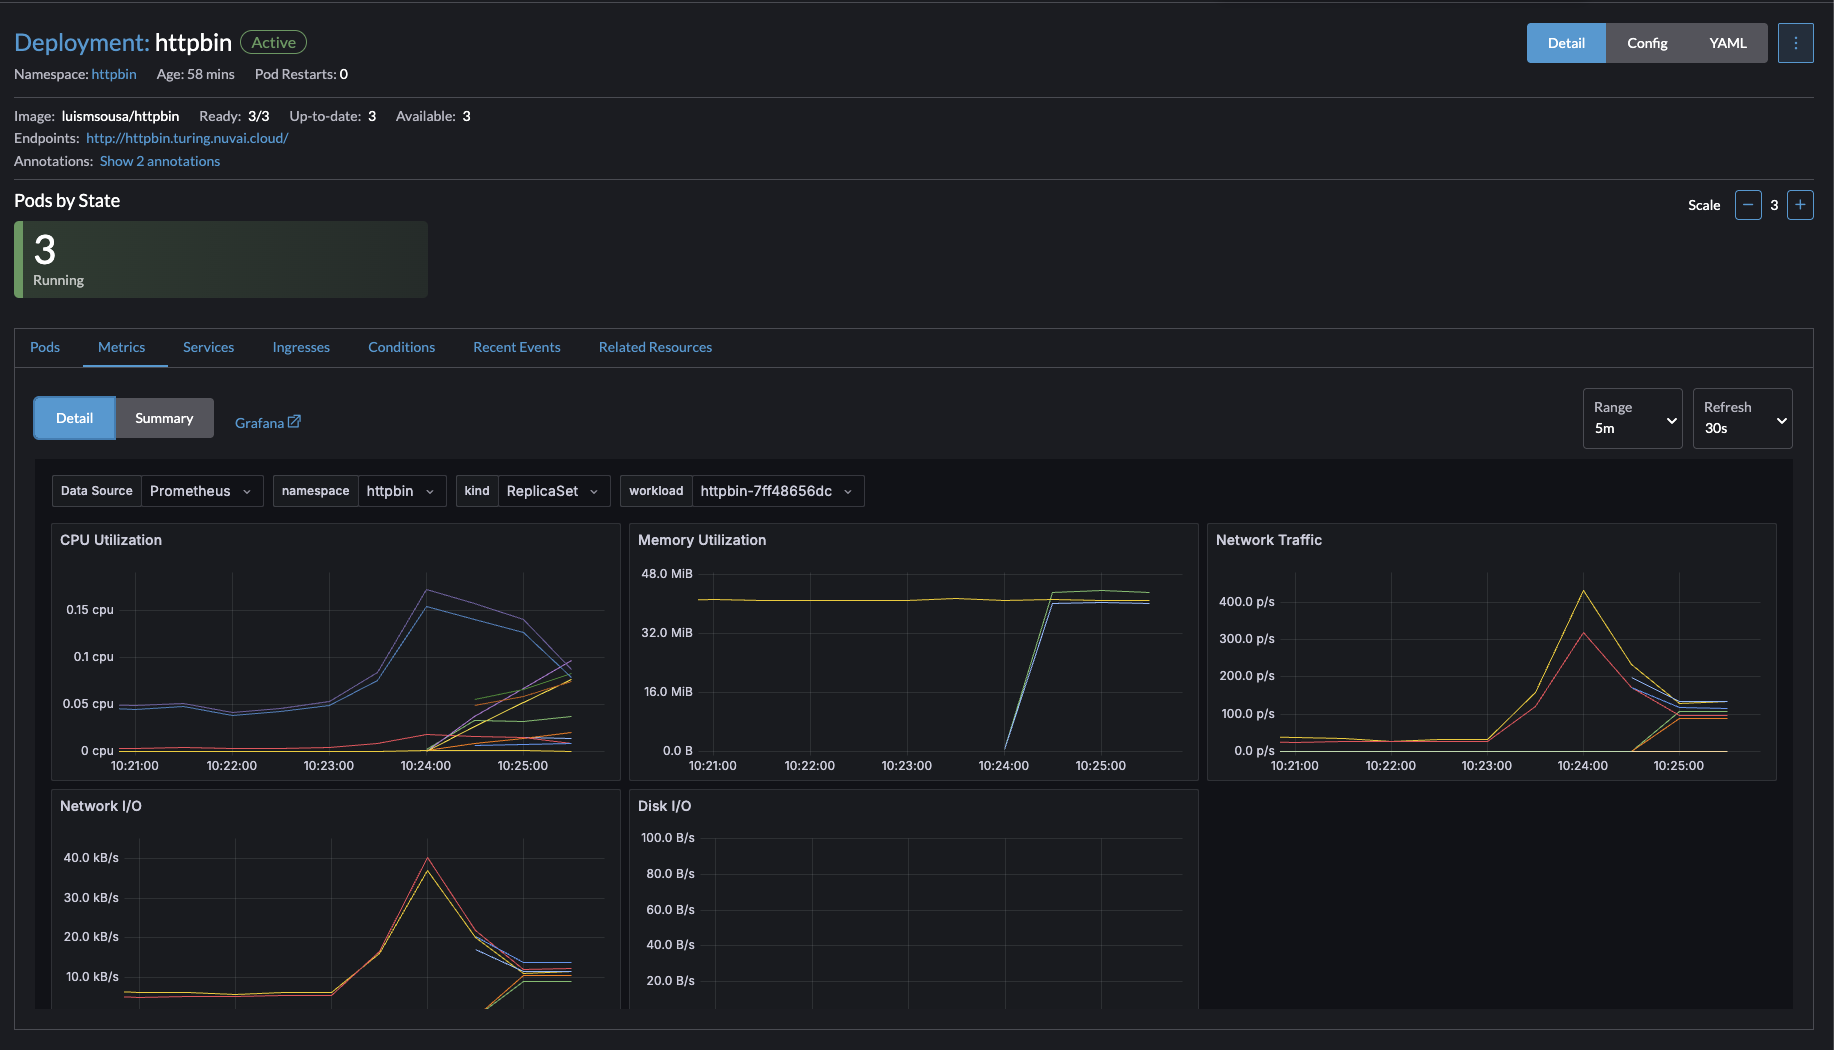 Deployment: httpbin Active
Detail Config YAML
Namespace: httpbin Age: 58 mins Pod Restarts: 0
Image: luismsousa/httpbin Ready: 3/3 Up-to-date: 3 Available: 3
Endpoints: http://httpbin.turing.nuvai.cloud/
Annotations: Show 2 annotations
Pods by State
Scale − 3 +
3
Running
Pods Metrics Services Ingresses Conditions Recent Events Related Resources
Detail Summary Grafana
Range
5m
Refresh
30s
Data Source Prometheus namespace httpbin kind ReplicaSet workload httpbin-7ff48656dc
CPU Utilization
0.15 cpu
0.1 cpu
0.05 cpu
0 cpu
10:21:00 10:22:00 10:23:00 10:24:00 10:25:00
Memory Utilization
48.0 MiB
32.0 MiB
16.0 MiB
0.0 B
10:21:00 10:22:00 10:23:00 10:24:00 10:25:00
Network Traffic
400.0 p/s
300.0 p/s
200.0 p/s
100.0 p/s
0.0 p/s
10:21:00 10:22:00 10:23:00 10:24:00 10:25:00
Network I/O
40.0 kB/s
30.0 kB/s
20.0 kB/s
10.0 kB/s
Disk I/O
100.0 B/s
80.0 B/s
60.0 B/s
40.0 B/s
20.0 B/s